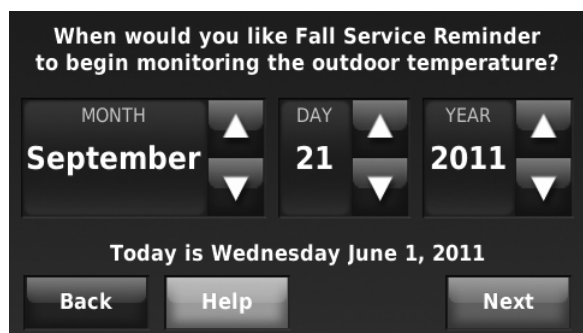 When would you like Fall Service Reminder
to begin monitoring the outdoor temperature?
MONTH DAY YEAR
September 21 2011
Today is Wednesday June 1, 2011
Back Help Next